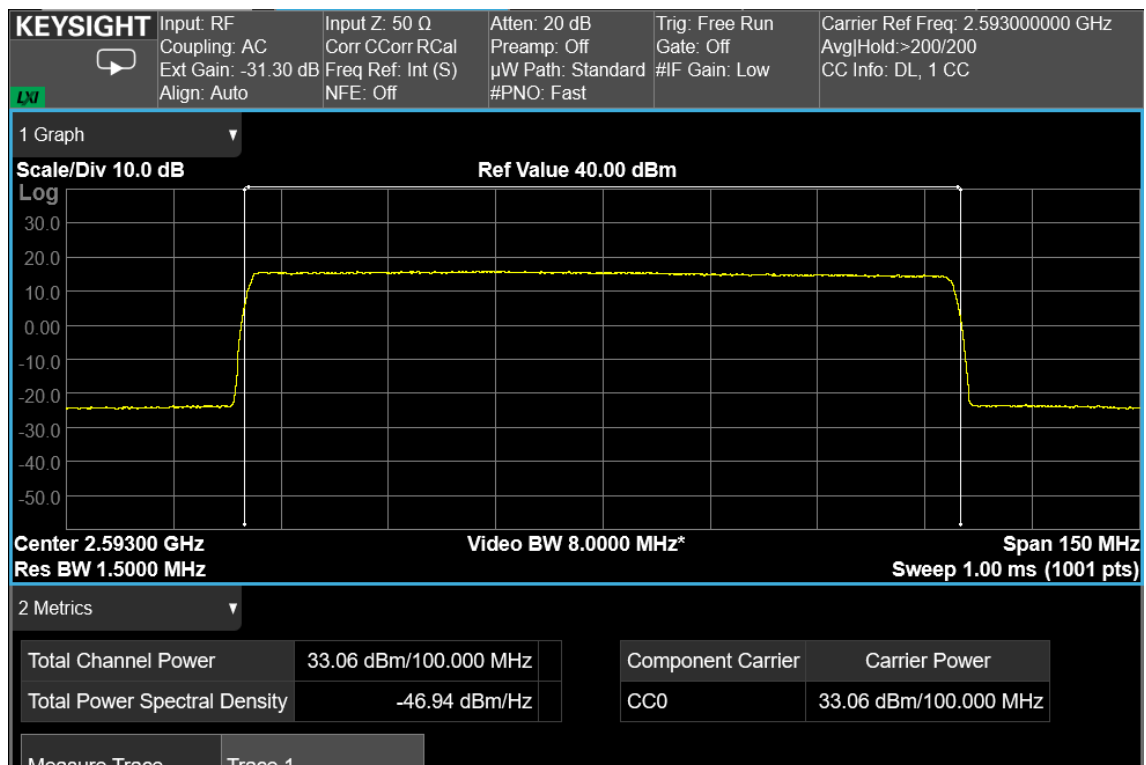 KEYSIGHT Input: RF Input Z: 50 Ω Atten: 20 dB Trig: Free Run Carrier Ref Freq: 2.593000000 GHz
Coupling: AC Corr CCorr RCal Preamp: Off Gate: Off Avg|Hold:>200/200
Ext Gain: -31.30 dB Freq Ref: Int (S) µW Path: Standard #IF Gain: Low CC Info: DL, 1 CC
LXI Align: Auto NFE: Off #PNO: Fast
1 Graph
Scale/Div 10.0 dB Ref Value 40.00 dBm
Log
30.0
20.0
10.0
0.00
-10.0
-20.0
-30.0
-40.0
-50.0
Center 2.59300 GHz Video BW 8.0000 MHz* Span 150 MHz
Res BW 1.5000 MHz Sweep 1.00 ms (1001 pts)
2 Metrics
Total Channel Power 33.06 dBm/100.000 MHz Component Carrier Carrier Power
Total Power Spectral Density -46.94 dBm/Hz CC0 33.06 dBm/100.000 MHz
Measure Trace Trace 1